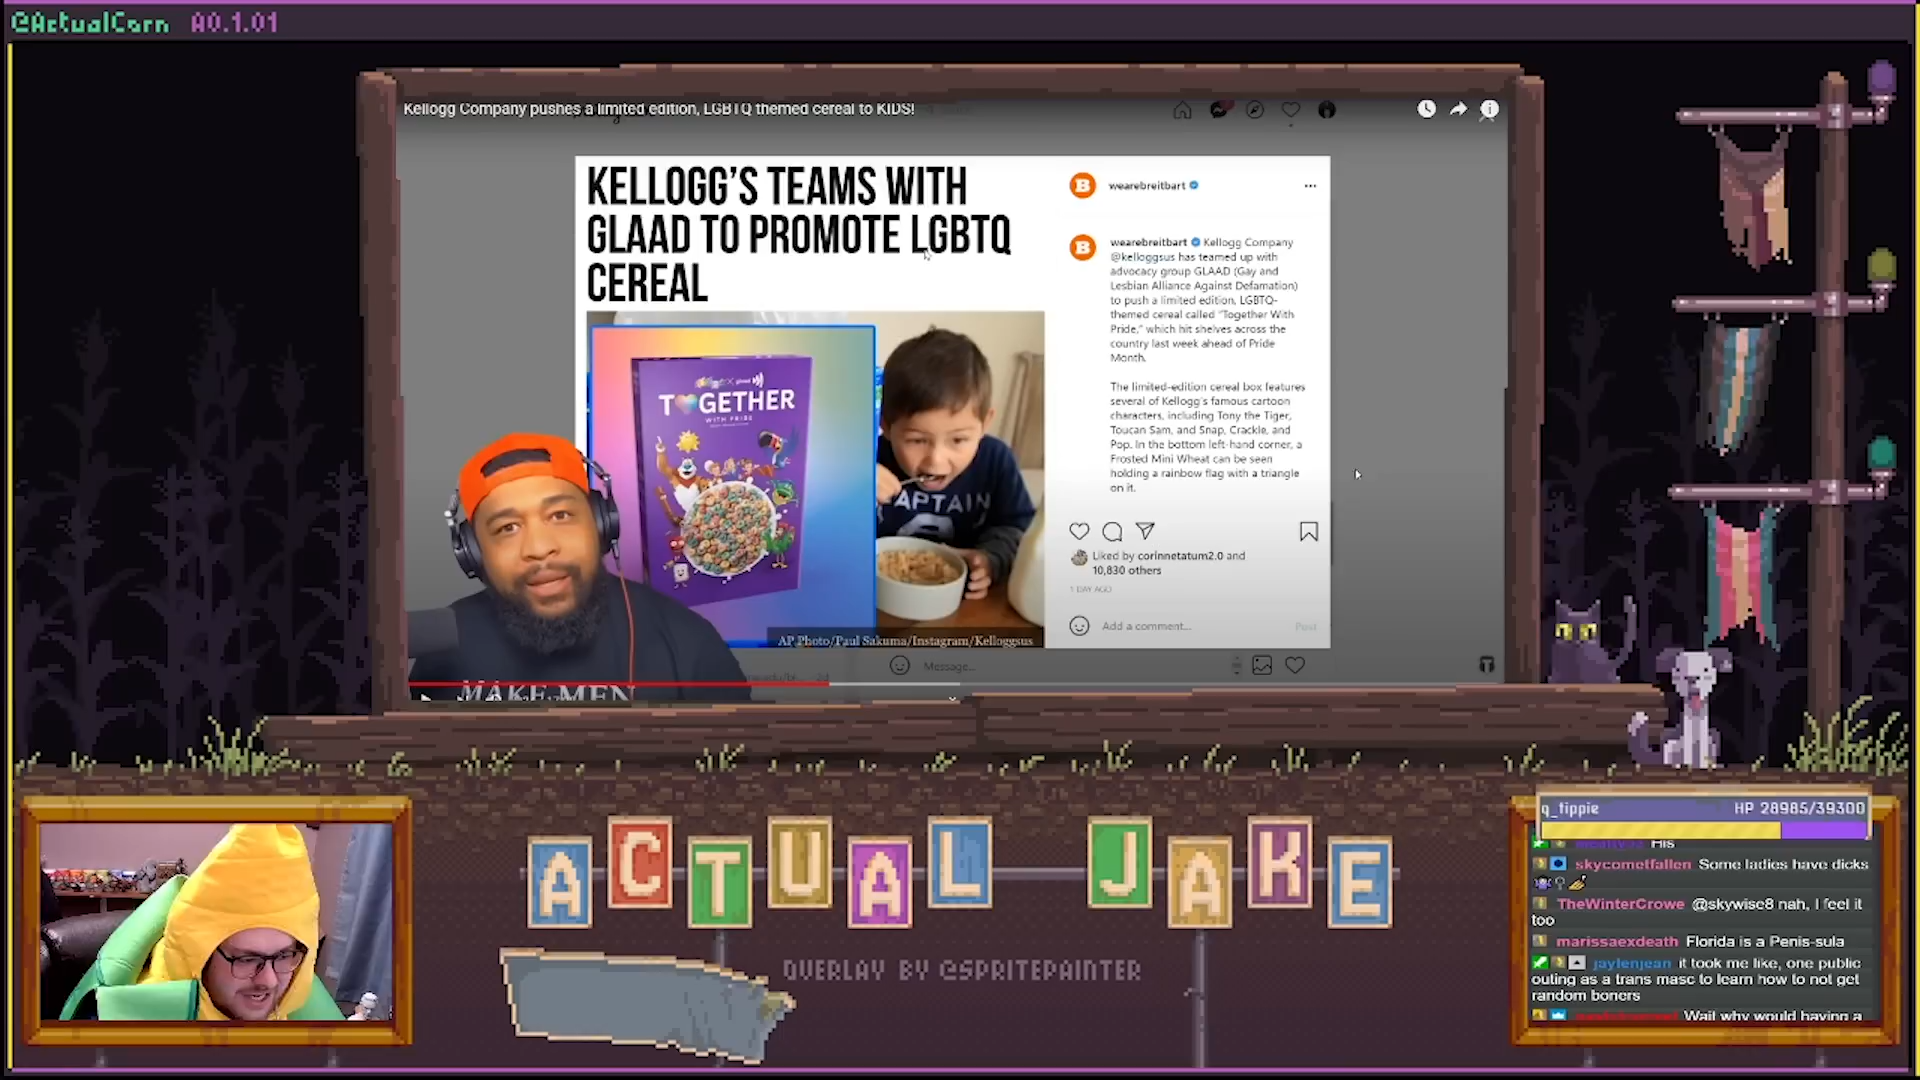 @ActualCorn A0.1.01
Kellogg Company pushes a limited edition, LGBTQ themed cereal to KIDS!
KELLOGG'S TEAMS WITH
GLAAD TO PROMOTE LGBTQ
CEREAL
TOGETHER
WITH PRIDE
CAPTAIN
AP Photo/Paul Sakuma/Instagram/Kelloggsus
wearebreitbart
wearebreitbart Kellogg Company
@kelloggsus has teamed up with
advocacy group GLAAD (Gay and
Lesbian Alliance Against Defamation)
to push a limited edition, LGBTQ-
themed cereal called "Together With
Pride," which hit shelves across the
country last week ahead of Pride
Month.
The limited-edition cereal box features
several of Kellogg's famous cartoon
characters, including Tony the Tiger,
Toucan Sam, and Snap, Crackle, and
Pop. In the bottom left-hand corner, a
Frosted Mini Wheat can be seen
holding a rainbow flag with a triangle
on it.
Liked by corinnetatum2.0 and
10,830 others
1 DAY AGO
Add a comment...
Post
Message...
MAKE MEN
ACTUAL JAKE
OVERLAY BY @SPRITEPAINTER
q_tippie HP 28985/39300
His
skycometfallen Some ladies have dicks
TheWinterCrowe @skywise8 nah, I feel it
too
marissaexdeath Florida is a Penis-sula
jaylenjean it took me like, one public
outing as a trans masc to learn how to not get
random boners
Wait why would having a